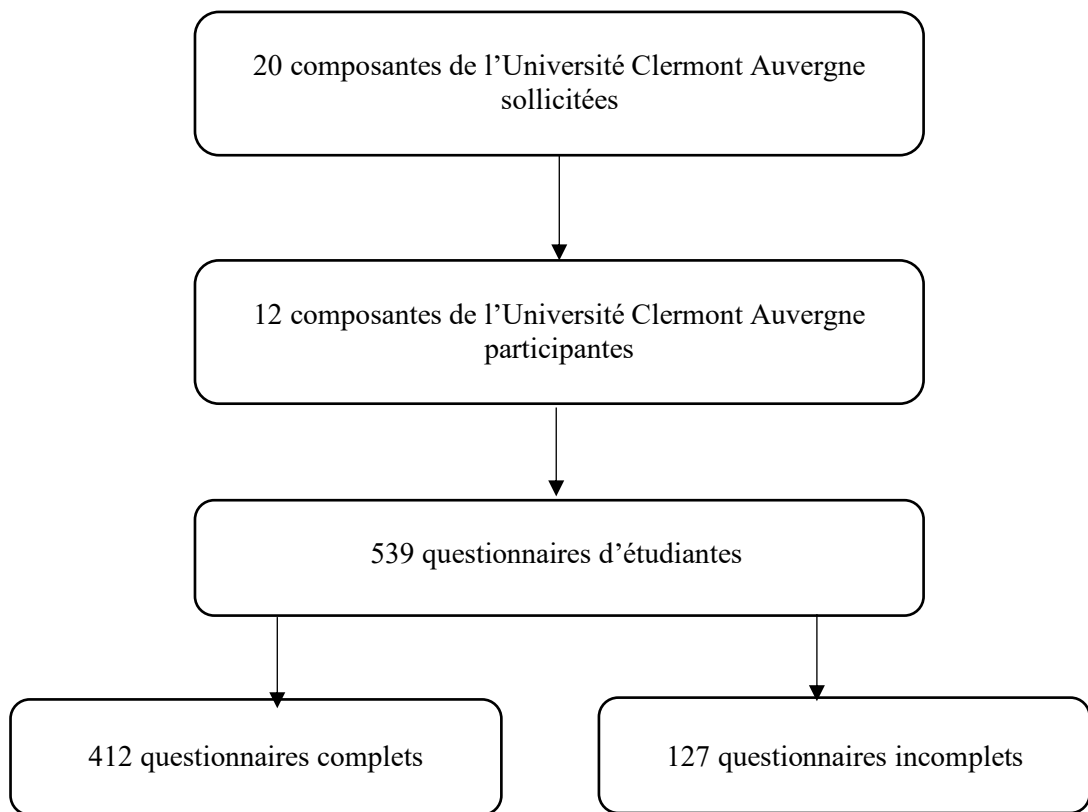 20 composantes de l’Université Clermont Auvergne
sollicitées
12 composantes de l’Université Clermont Auvergne
participantes
539 questionnaires d’étudiantes
412 questionnaires complets
127 questionnaires incomplets